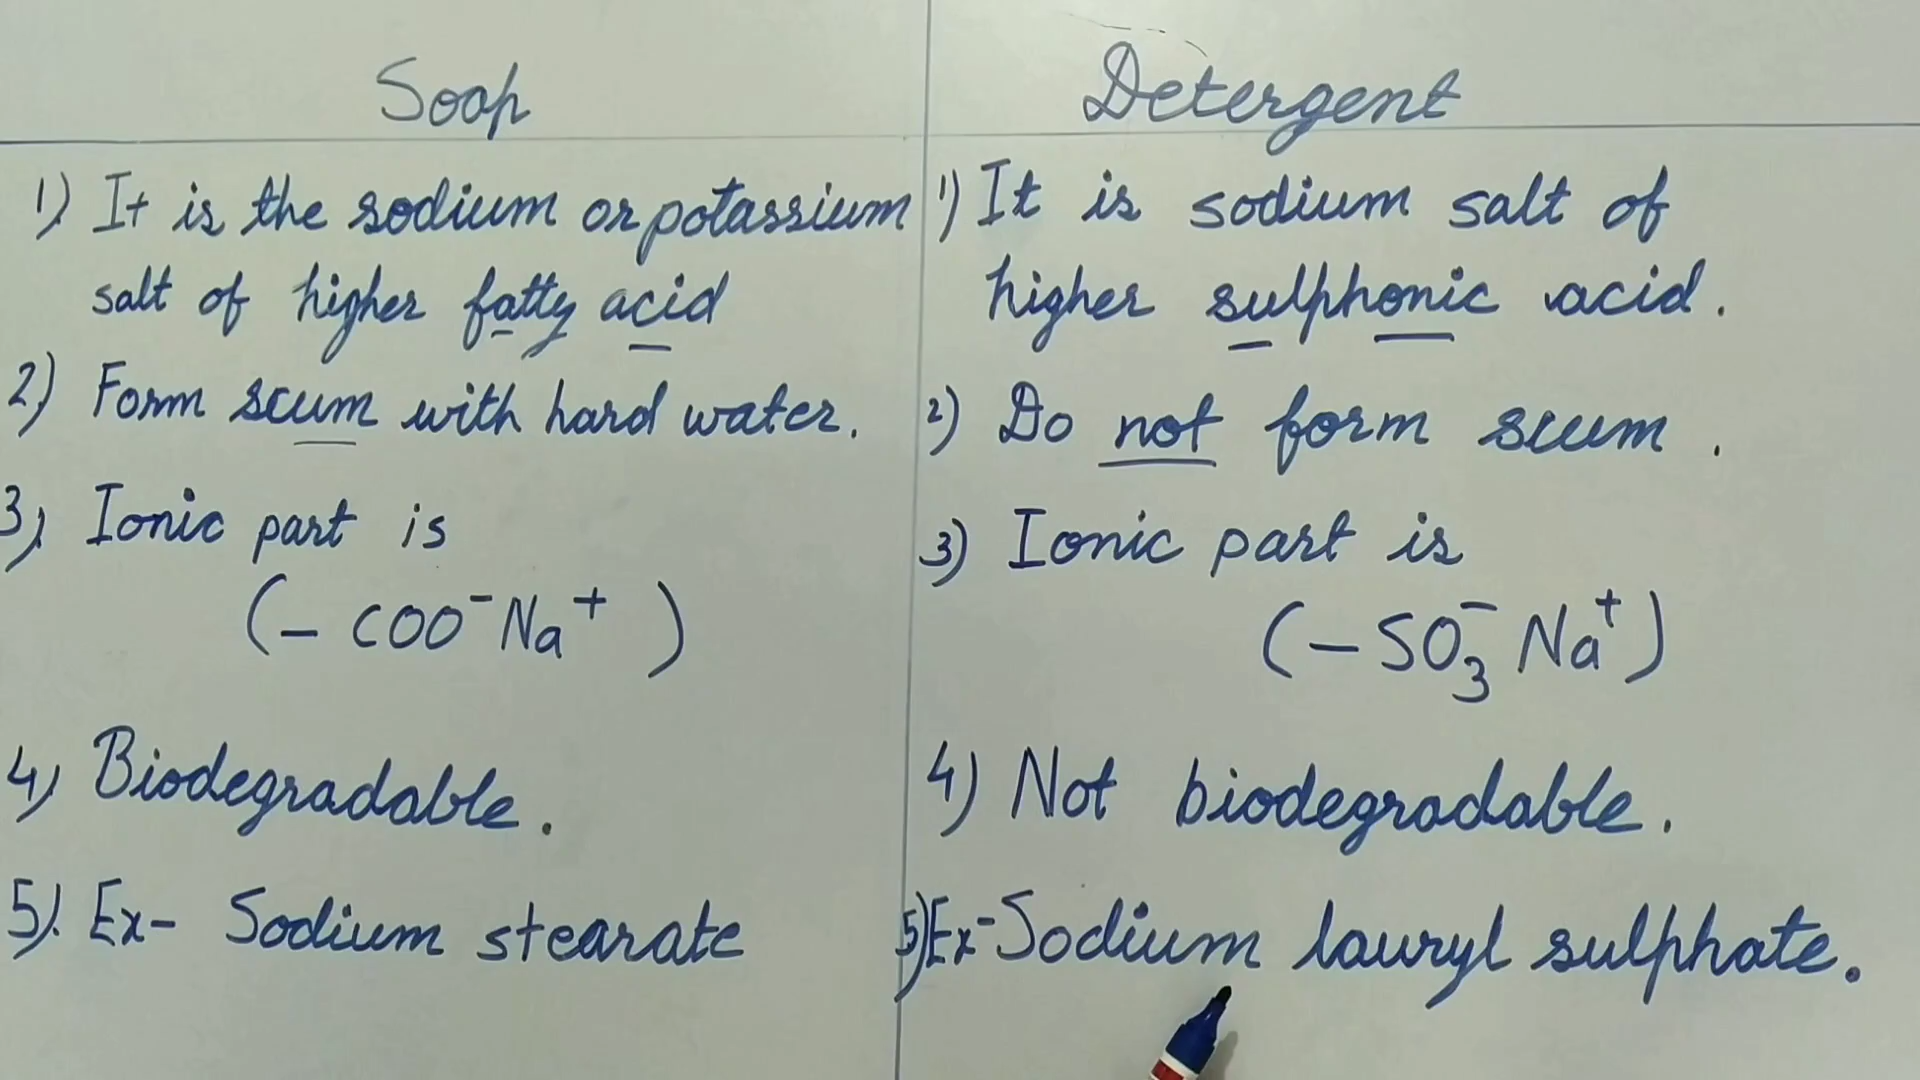 Soap
1) It is the sodium or potassium
salt of higher fatty acid
2) Form scum with hard water.
3) Ionic part is
(- COO⁻Na⁺)
4) Biodegradable.
5). Ex- Sodium stearate
Detergent
1) It is sodium salt of
higher sulphonic acid.
2) Do not form scum.
3) Ionic part is
(-SO₃⁻Na⁺)
4) Not biodegradable.
5) Ex- Sodium lauryl sulphate.